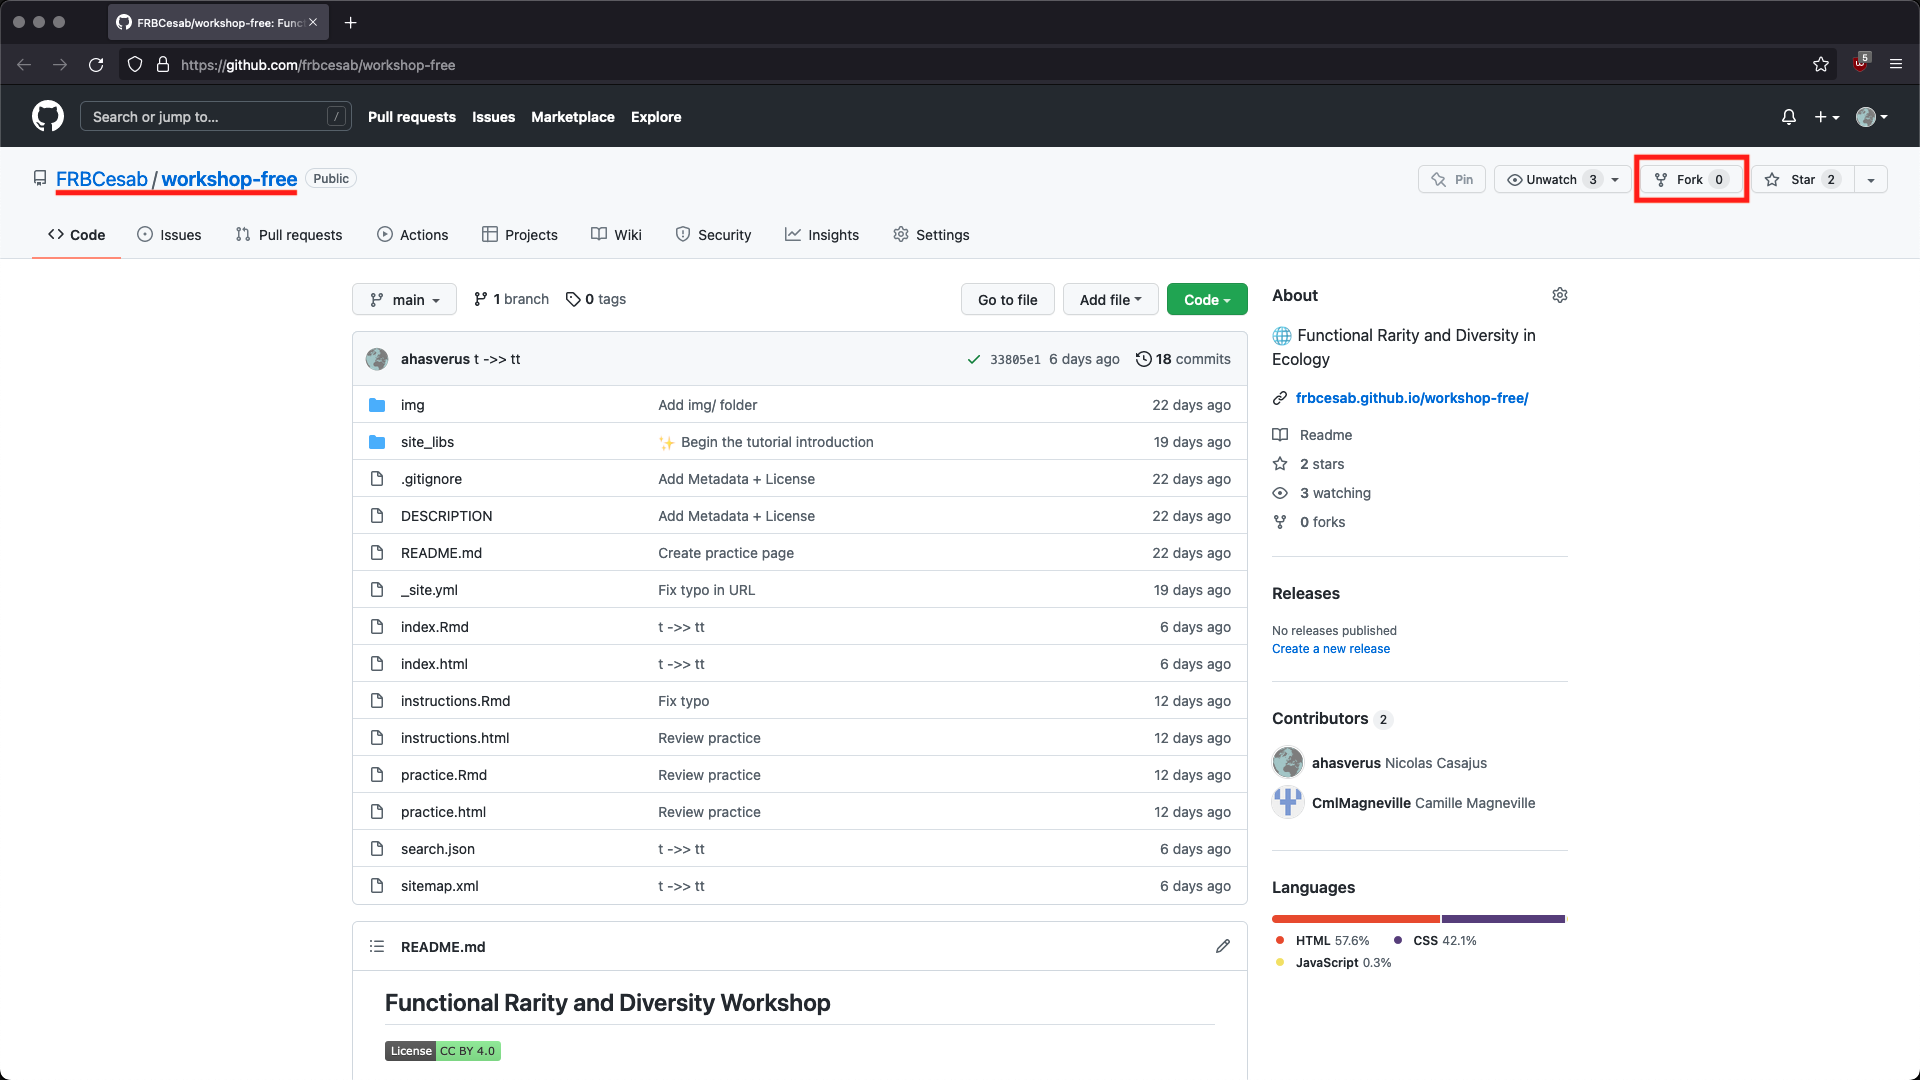 FRBCesab/workshop-free: Func
5
https://github.com/frbcesab/workshop-free
Search or jump to... / Pull requests Issues Marketplace Explore
FRBCesab / workshop-free Public Pin Unwatch 3 Fork 0 Star 2
Code Issues Pull requests Actions Projects Wiki Security Insights Settings
main 1 branch 0 tags Go to file Add file Code
ahasverus t ->> tt 33805e1 6 days ago 18 commits
img Add img/ folder 22 days ago
site_libs ✨ Begin the tutorial introduction 19 days ago
.gitignore Add Metadata + License 22 days ago
DESCRIPTION Add Metadata + License 22 days ago
README.md Create practice page 22 days ago
_site.yml Fix typo in URL 19 days ago
index.Rmd t ->> tt 6 days ago
index.html t ->> tt 6 days ago
instructions.Rmd Fix typo 12 days ago
instructions.html Review practice 12 days ago
practice.Rmd Review practice 12 days ago
practice.html Review practice 12 days ago
search.json t ->> tt 6 days ago
sitemap.xml t ->> tt 6 days ago
README.md
Functional Rarity and Diversity Workshop
License CC BY 4.0
About
🌐 Functional Rarity and Diversity in
Ecology
frbcesab.github.io/workshop-free/
Readme
2 stars
3 watching
0 forks
Releases
No releases published
Create a new release
Contributors 2
ahasverus Nicolas Casajus
CmlMagneville Camille Magneville
Languages
HTML 57.6% CSS 42.1%
JavaScript 0.3%